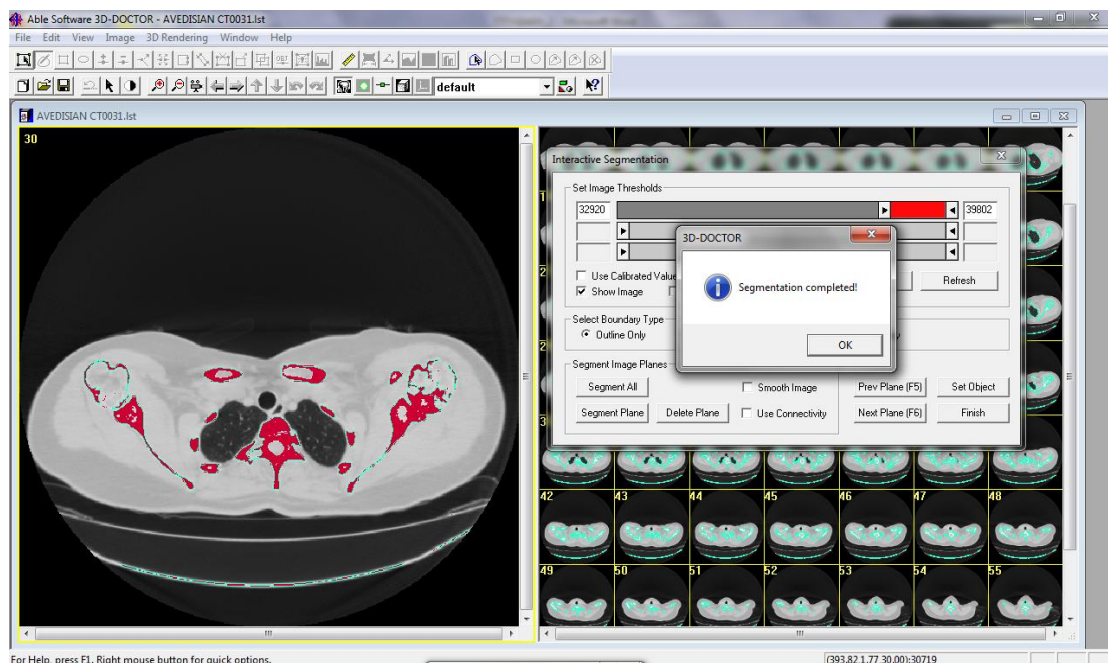 Able Software 3D-DOCTOR - AVEDISIAN CT0031.lst
File Edit View Image 3D Rendering Window Help
default
AVEDISIAN CT0031.lst
30
Interactive Segmentation
Set Image Thresholds
32920
39802
3D-DOCTOR
Segmentation completed!
OK
Use Calibrated Value
Show Image
Refresh
Select Boundary Type
Outline Only
Segment Image Planes
Segment All
Smooth Image
Prev Plane (F5)
Set Object
Segment Plane
Delete Plane
Use Connectivity
Next Plane (F6)
Finish
42 43 44 45 46 47 48
49 50 51 52 53 54 55
For Help, press F1. Right mouse button for quick options.
(393.82,1.77,30.00):30719